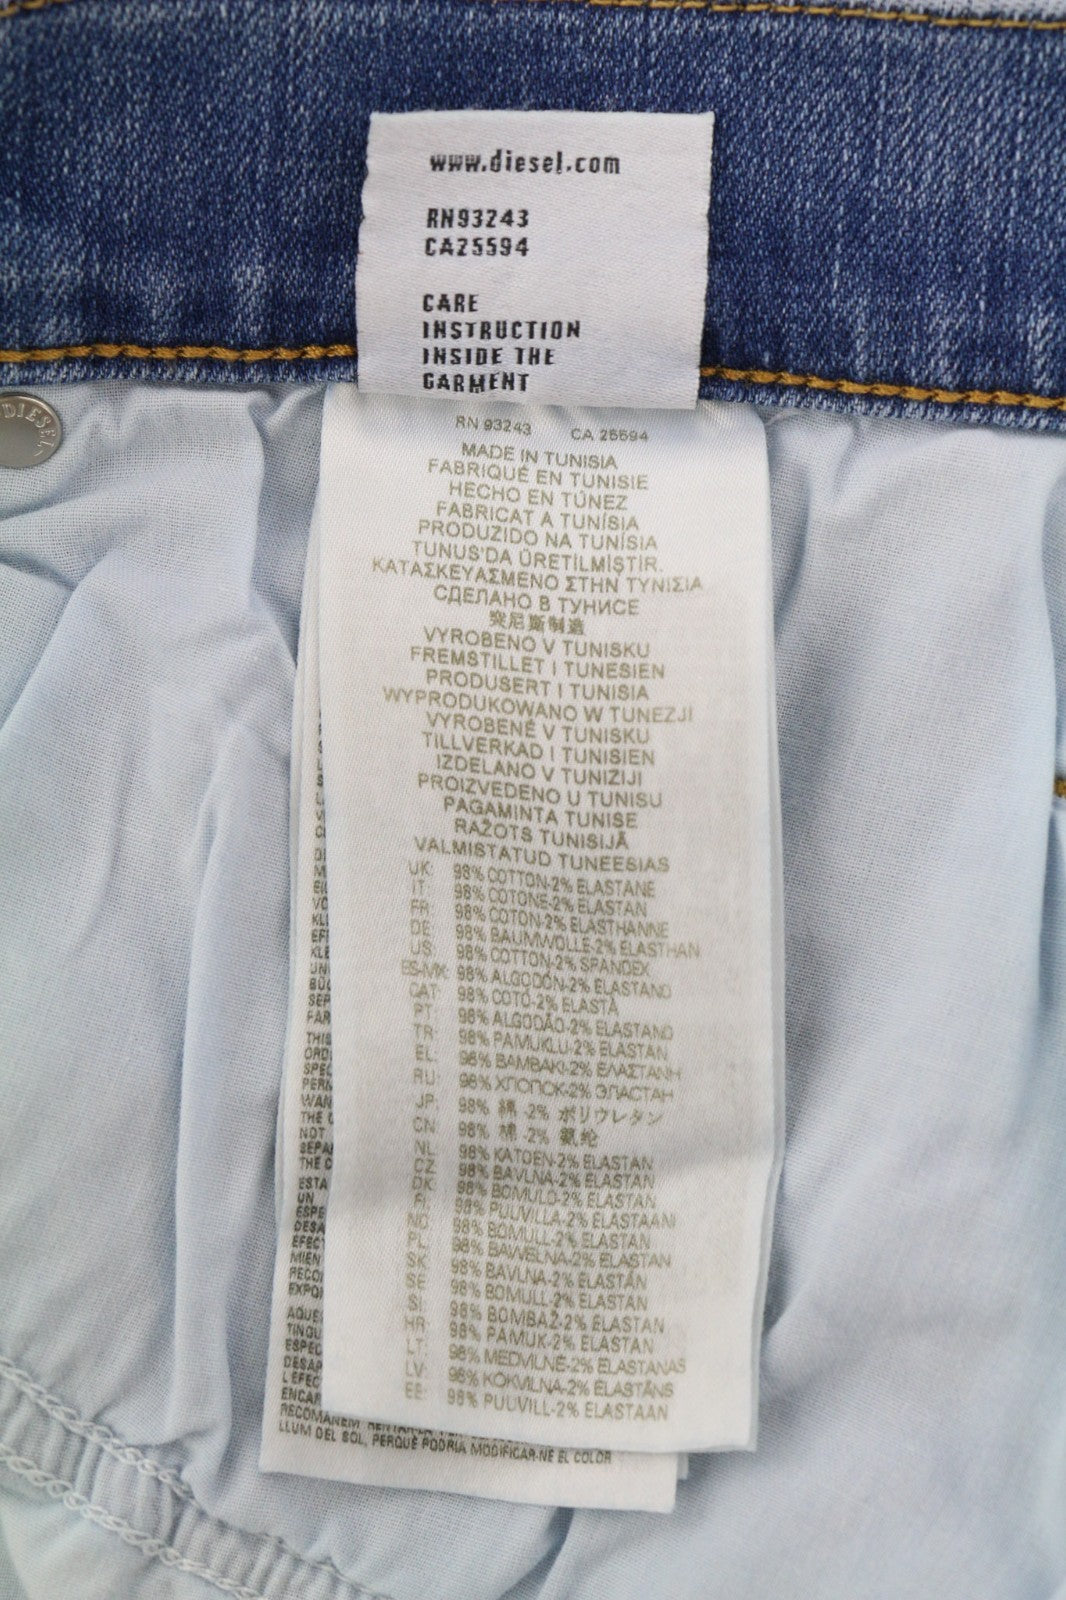 www.diesel.com
RN93243
CA25594
CARE
INSTRUCTION
INSIDE THE
GARMENT
DIESEL
RN 93243 CA 25594
MADE IN TUNISIA
FABRIQUÉ EN TUNISIE
HECHO EN TÚNEZ
FABRICAT A TUNÍSIA
PRODUZIDO NA TUNÍSIA
TUNUS'DA ÜRETİLMİŞTİR.
ΚΑΤΑΣΚΕΥΑΣΜΕΝΟ ΣΤΗΝ ΤΥΝΙΣΙΑ
СДЕЛАНО В ТУНИСЕ
突尼斯制造
VYROBENO V TUNISKU
FREMSTILLET I TUNESIEN
PRODUSERT I TUNISIA
WYPRODUKOWANO W TUNEZJI
VYROBENÉ V TUNISKU
TILLVERKAD I TUNISIEN
IZDELANO V TUNIZIJI
PROIZVEDENO U TUNISU
PAGAMINTA TUNISE
RAŽOTS TUNISIJĀ
VALMISTATUD TUNEESIAS
UK: 98% COTTON-2% ELASTANE
IT: 98% COTONE-2% ELASTAN
FR: 98% COTON-2% ELASTHANNE
DE: 98% BAUMWOLLE-2% ELASTHAN
US: 98% COTTON-2% SPANDEX
ES-MX: 98% ALGODÓN-2% ELASTANO
CAT: 98% COTÓ-2% ELASTÀ
PT: 98% ALGODÃO-2% ELASTANO
TR: 98% PAMUKLU-2% ELASTAN
EL: 98% ΒΑΜΒΑΚΙ-2% ΕΛΑΣΤΑΝΗ
RU: 98% ХЛОПОК-2% ЭЛАСТАН
JP: 98% 綿 -2% ポリウレタン
CN: 98% 棉 -2% 氨纶
NL: 98% KATOEN-2% ELASTAN
CZ: 98% BAVLNA-2% ELASTAN
DK: 98% BOMULD-2% ELASTAN
FI: 98% PUUVILLA-2% ELASTAANI
NO: 98% BOMULL-2% ELASTAN
PL: 98% BAWEŁNA-2% ELASTAN
SK: 98% BAVLNA-2% ELASTÁN
SE: 98% BOMULL-2% ELASTAN
SI: 98% BOMBAŽ-2% ELASTAN
HR: 98% PAMUK-2% ELASTAN
LT: 98% MEDVILNĖ-2% ELASTANAS
LV: 98% KOKVILNA-2% ELASTĀNS
EE: 98% PUUVILL-2% ELASTAAN
THE
NOT
ESTA
UN
RECOMANEM
LLUM DEL SOL, PERQUÈ PODRIA MODIFICAR-NE EL COLOR